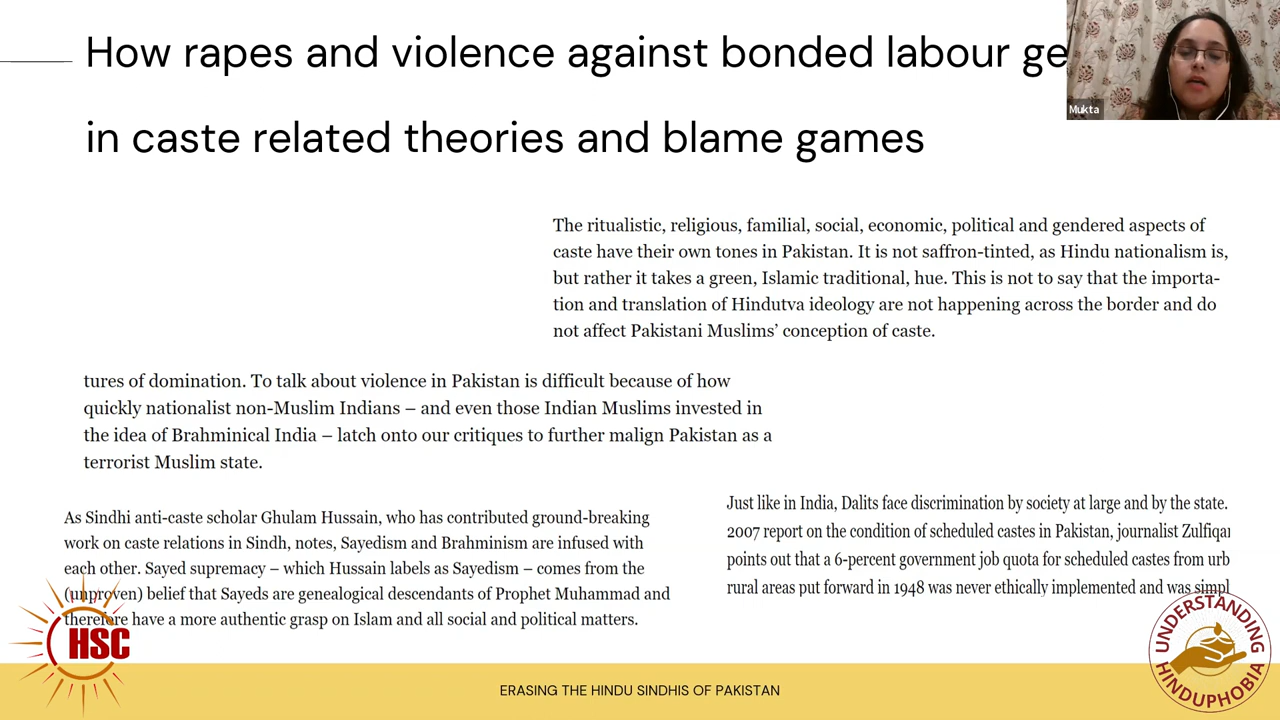 How rapes and violence against bonded labour ge
in caste related theories and blame games
Mukta
The ritualistic, religious, familial, social, economic, political and gendered aspects of
caste have their own tones in Pakistan. It is not saffron-tinted, as Hindu nationalism is,
but rather it takes a green, Islamic traditional, hue. This is not to say that the importa-
tion and translation of Hindutva ideology are not happening across the border and do
not affect Pakistani Muslims’ conception of caste.
tures of domination. To talk about violence in Pakistan is difficult because of how
quickly nationalist non-Muslim Indians – and even those Indian Muslims invested in
the idea of Brahminical India – latch onto our critiques to further malign Pakistan as a
terrorist Muslim state.
As Sindhi anti-caste scholar Ghulam Hussain, who has contributed ground-breaking
work on caste relations in Sindh, notes, Sayedism and Brahminism are infused with
each other. Sayed supremacy – which Hussain labels as Sayedism – comes from the
(unproven) belief that Sayeds are genealogical descendants of Prophet Muhammad and
therefore have a more authentic grasp on Islam and all social and political matters.
Just like in India, Dalits face discrimination by society at large and by the state.
2007 report on the condition of scheduled castes in Pakistan, journalist Zulfiqar
points out that a 6-percent government job quota for scheduled castes from urb
rural areas put forward in 1948 was never ethically implemented and was simpl
HSC
UNDERSTANDING
HINDUPHOBIA
ERASING THE HINDU SINDHIS OF PAKISTAN